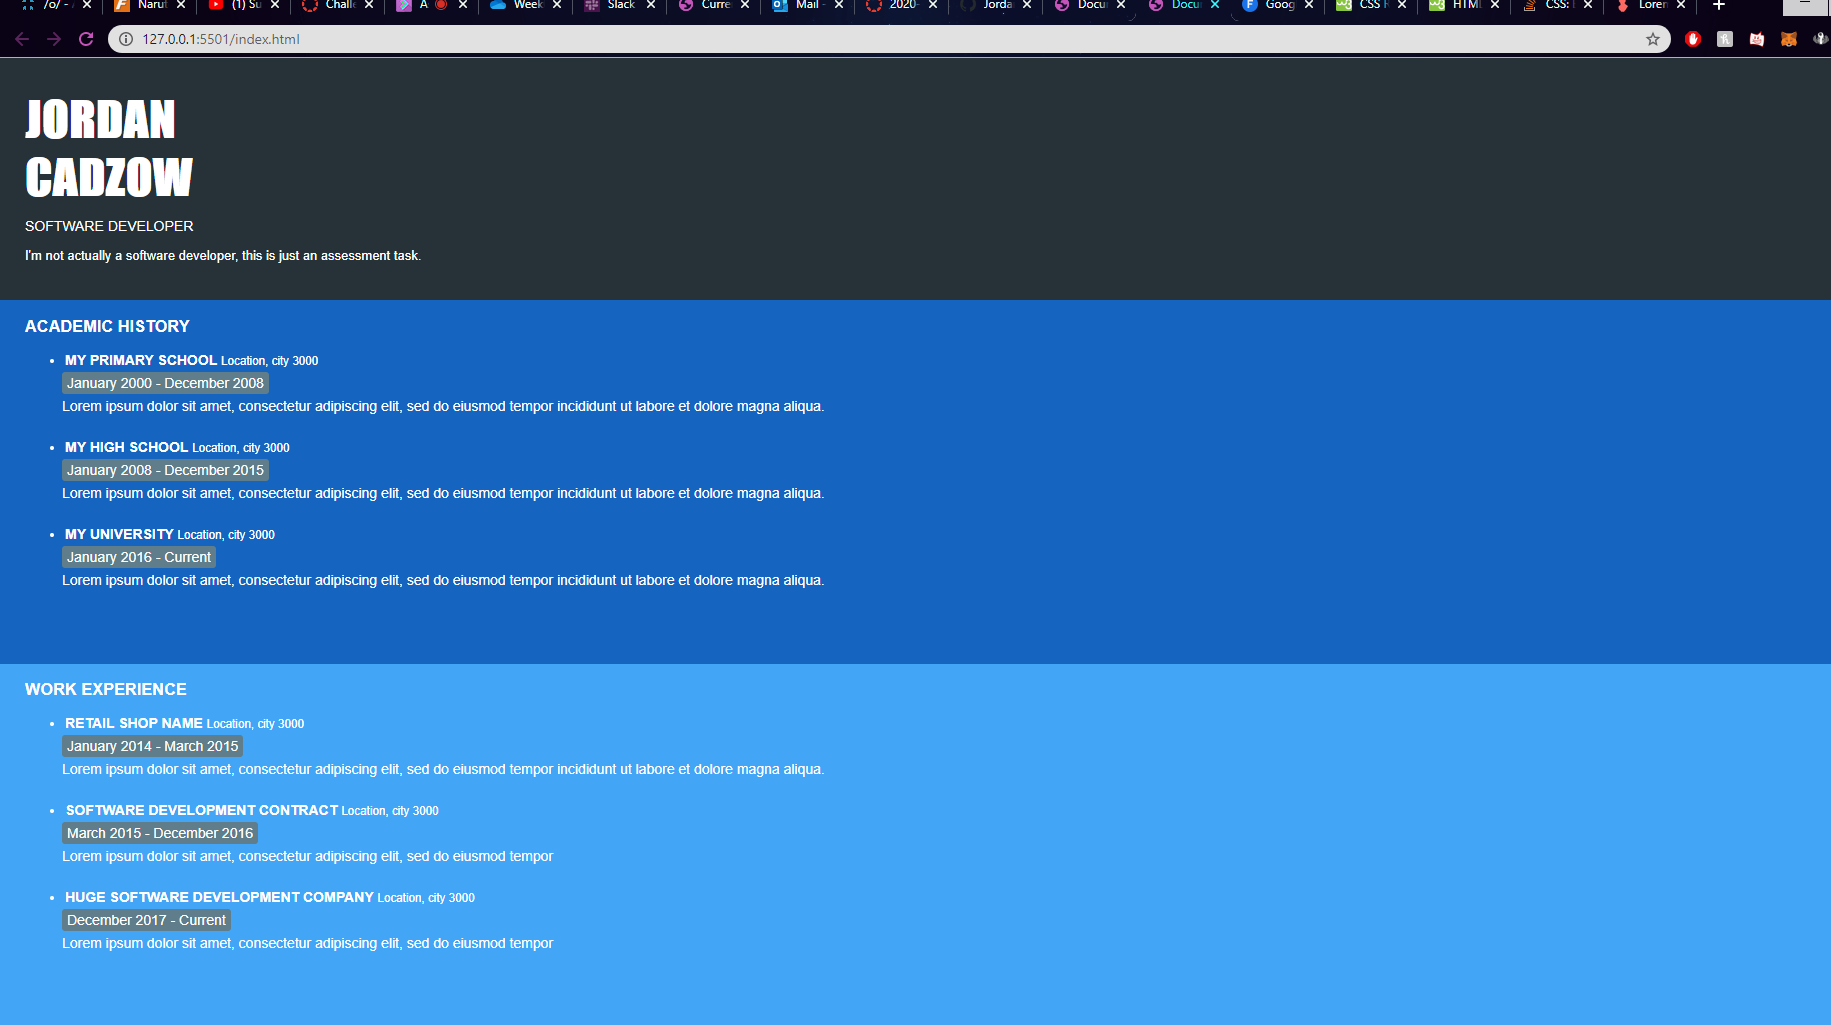 /o/ -
Narut
(1) Su
Challe
Week
Slack
Curre
Mail -
2020-
Jorda
Docu
Docu
Goog
CSS R
HTML
CSS: 
Loren
127.0.0.1:5501/index.html
JORDAN
CADZOW
SOFTWARE DEVELOPER
I'm not actually a software developer, this is just an assessment task.
ACADEMIC HISTORY
• MY PRIMARY SCHOOL Location, city 3000
January 2000 - December 2008
Lorem ipsum dolor sit amet, consectetur adipiscing elit, sed do eiusmod tempor incididunt ut labore et dolore magna aliqua.
• MY HIGH SCHOOL Location, city 3000
January 2008 - December 2015
Lorem ipsum dolor sit amet, consectetur adipiscing elit, sed do eiusmod tempor incididunt ut labore et dolore magna aliqua.
• MY UNIVERSITY Location, city 3000
January 2016 - Current
Lorem ipsum dolor sit amet, consectetur adipiscing elit, sed do eiusmod tempor incididunt ut labore et dolore magna aliqua.
WORK EXPERIENCE
• RETAIL SHOP NAME Location, city 3000
January 2014 - March 2015
Lorem ipsum dolor sit amet, consectetur adipiscing elit, sed do eiusmod tempor incididunt ut labore et dolore magna aliqua.
• SOFTWARE DEVELOPMENT CONTRACT Location, city 3000
March 2015 - December 2016
Lorem ipsum dolor sit amet, consectetur adipiscing elit, sed do eiusmod tempor
• HUGE SOFTWARE DEVELOPMENT COMPANY Location, city 3000
December 2017 - Current
Lorem ipsum dolor sit amet, consectetur adipiscing elit, sed do eiusmod tempor